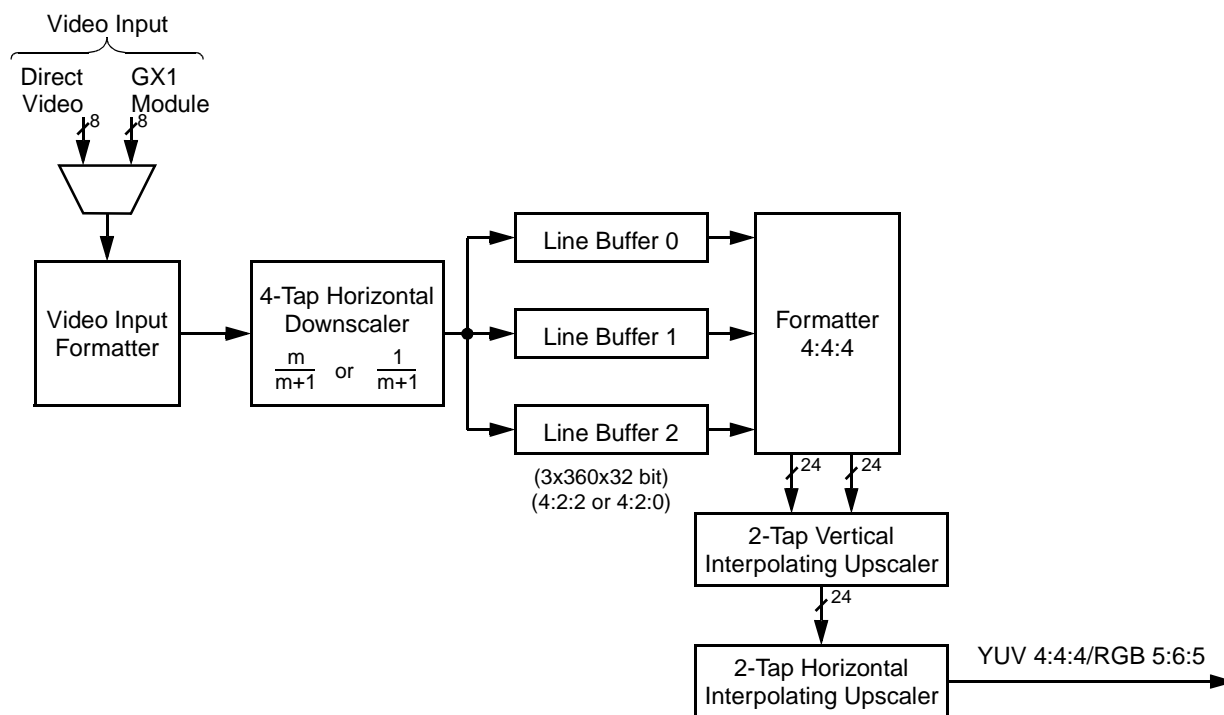 Video Input
Direct
Video
GX1
Module
8
8
Video Input
Formatter
4-Tap Horizontal
Downscaler
m
m+1
or
1
m+1
Line Buffer 0
Line Buffer 1
Line Buffer 2
(3x360x32 bit)
(4:2:2 or 4:2:0)
Formatter
4:4:4
24
24
2-Tap Vertical
Interpolating Upscaler
24
2-Tap Horizontal
Interpolating Upscaler
YUV 4:4:4/RGB 5:6:5